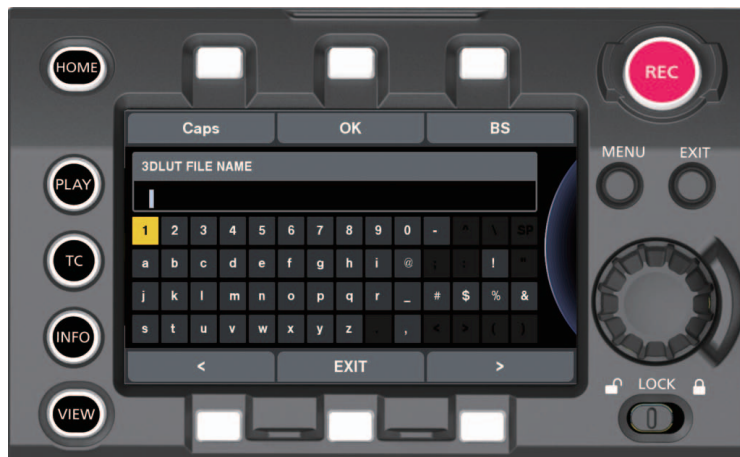 HOME
REC
Caps OK BS
MENU EXIT
3DLUT FILE NAME
PLAY
1 2 3 4 5 6 7 8 9 0 - ^ \ SP
TC
a b c d e f g h i @ ; : ! "
j k l m n o p q r _ # $ % &
INFO
s t u v w x y z . , < > ( )
< EXIT >
LOCK
VIEW